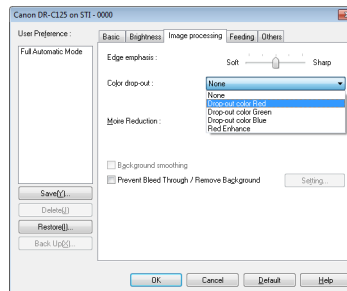 Canon DR-C125 on STI - 0000
User Preference :
Full Automatic Mode
Save(Y)...
Delete(J)
Restore(I)...
Back Up(X)...
Basic
Brightness
Image processing
Feeding
Others
Edge emphasis :
Soft
Sharp
Color drop-out :
None
None
Drop-out color Red
Drop-out color Green
Drop-out color Blue
Red Enhance
Moire Reduction :
Background smoothing
Prevent Bleed Through / Remove Background
Setting...
OK
Cancel
Default
Help